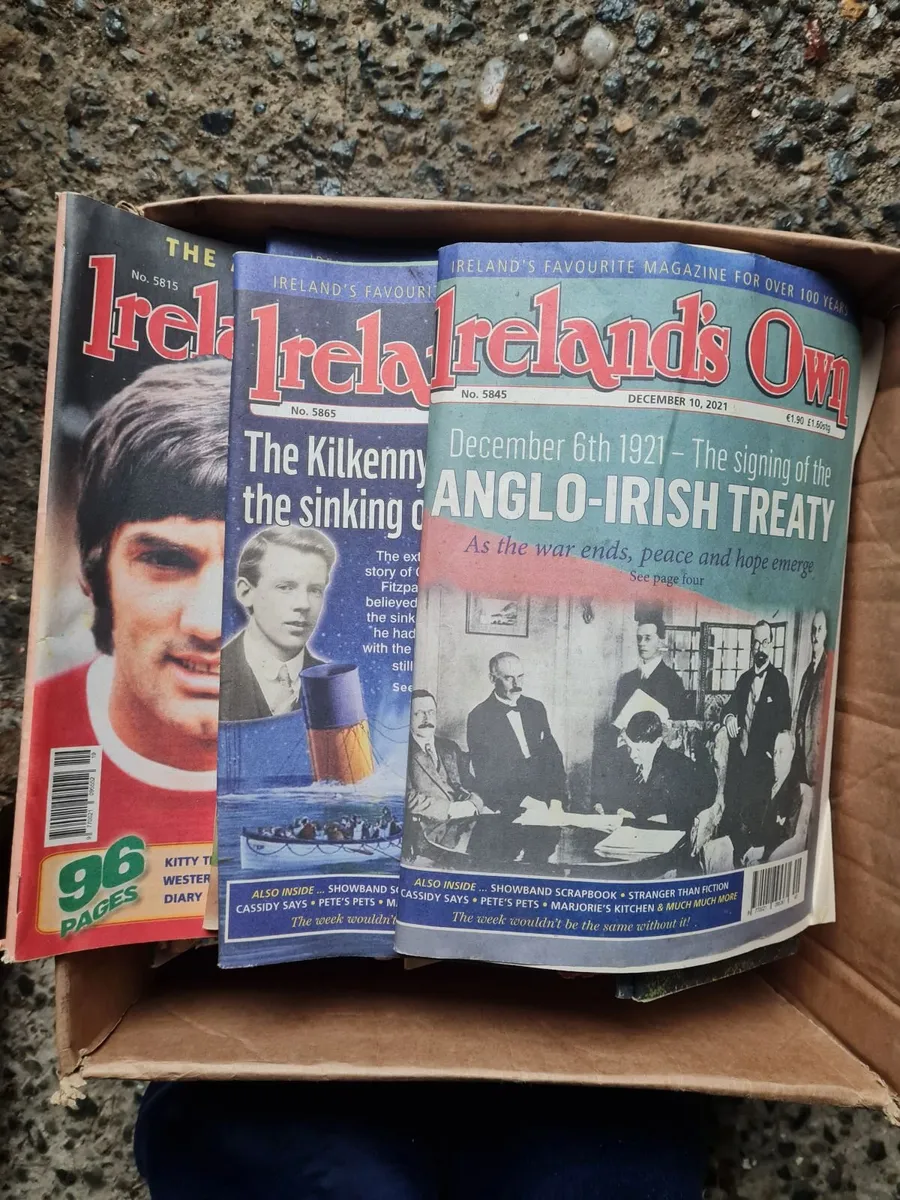 THE
No. 5815
Irel
96
PAGES
KITTY
WESTER
DIARY
IRELAND'S FAVOURI
Irela
No. 5865
The Kilkenny
the sinking o
The ext
story of
Fitzpa
believed
the sink
he had
with the
still
See
ALSO INSIDE ... SHOWBAND SC
CASSIDY SAYS • PETE'S PETS • M
The week wouldn't
IRELAND'S FAVOURITE MAGAZINE FOR OVER 100 YEARS
Ireland's Own
No. 5845 DECEMBER 10, 2021 €1.90 £1.60stg
December 6th 1921 – The signing of the
ANGLO-IRISH TREATY
As the war ends, peace and hope emerge
See page four
ALSO INSIDE ... SHOWBAND SCRAPBOOK • STRANGER THAN FICTION
CASSIDY SAYS • PETE'S PETS • MARJORIE'S KITCHEN & MUCH MUCH MORE
The week wouldn't be the same without it!